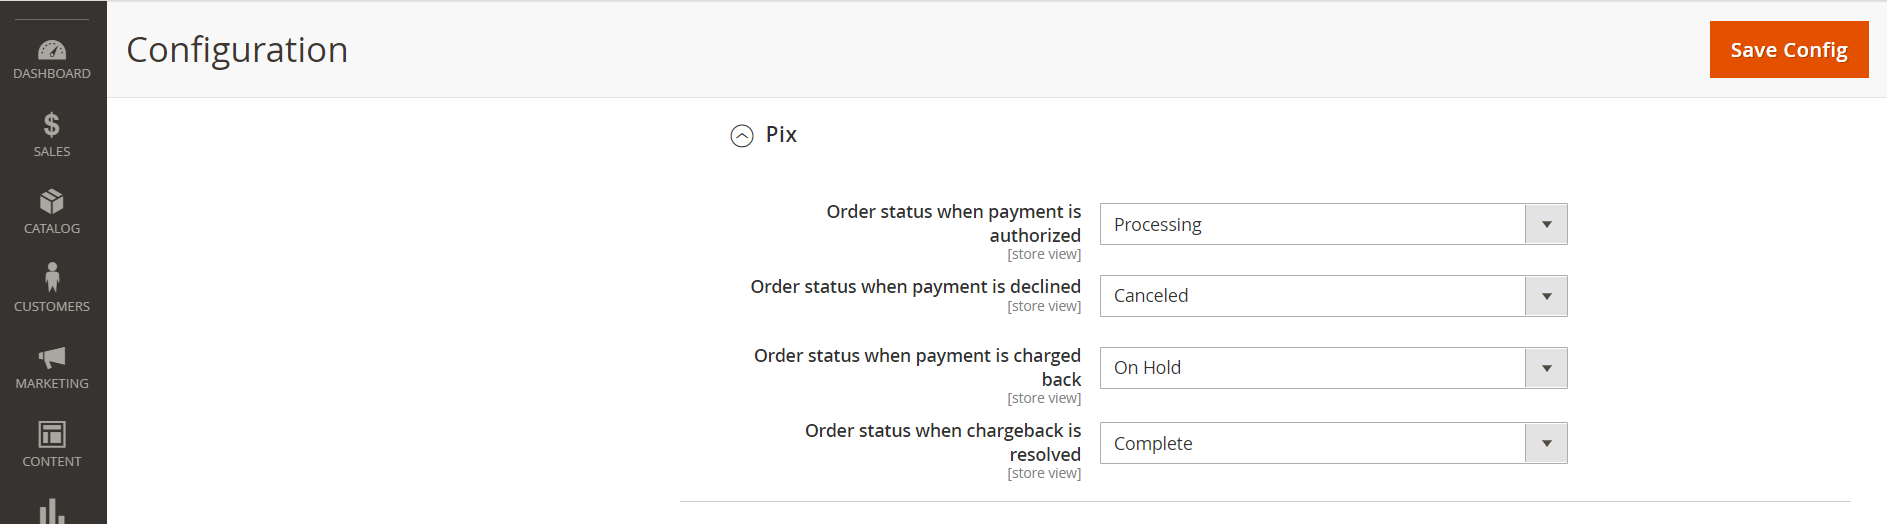 Configuration
Save Config
DASHBOARD
SALES
CATALOG
CUSTOMERS
MARKETING
CONTENT
Pix
Order status when payment is
authorized
[store view]
Processing
Order status when payment is declined
[store view]
Canceled
Order status when payment is charged
back
[store view]
On Hold
Order status when chargeback is
resolved
[store view]
Complete